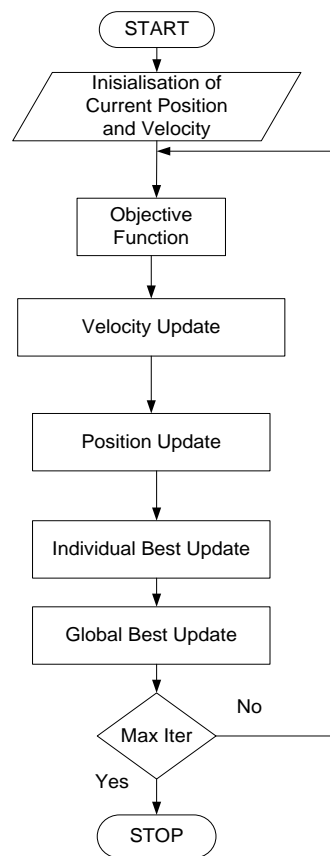 START
Inisialisation of
Current Position
and Velocity
Objective
Function
Velocity Update
Position Update
Individual Best Update
Global Best Update
No
Max Iter
Yes
STOP